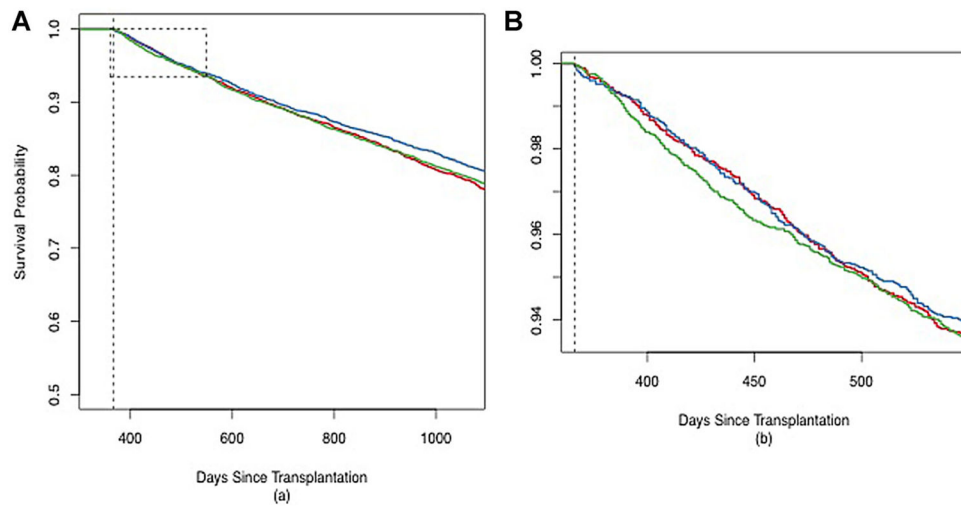 A
1.0
0.9
0.8
0.7
0.6
0.5
Survival Probability
400 600 800 1000
Days Since Transplantation
(a)
B
1.00
0.98
0.96
0.94
400 450 500
Days Since Transplantation
(b)